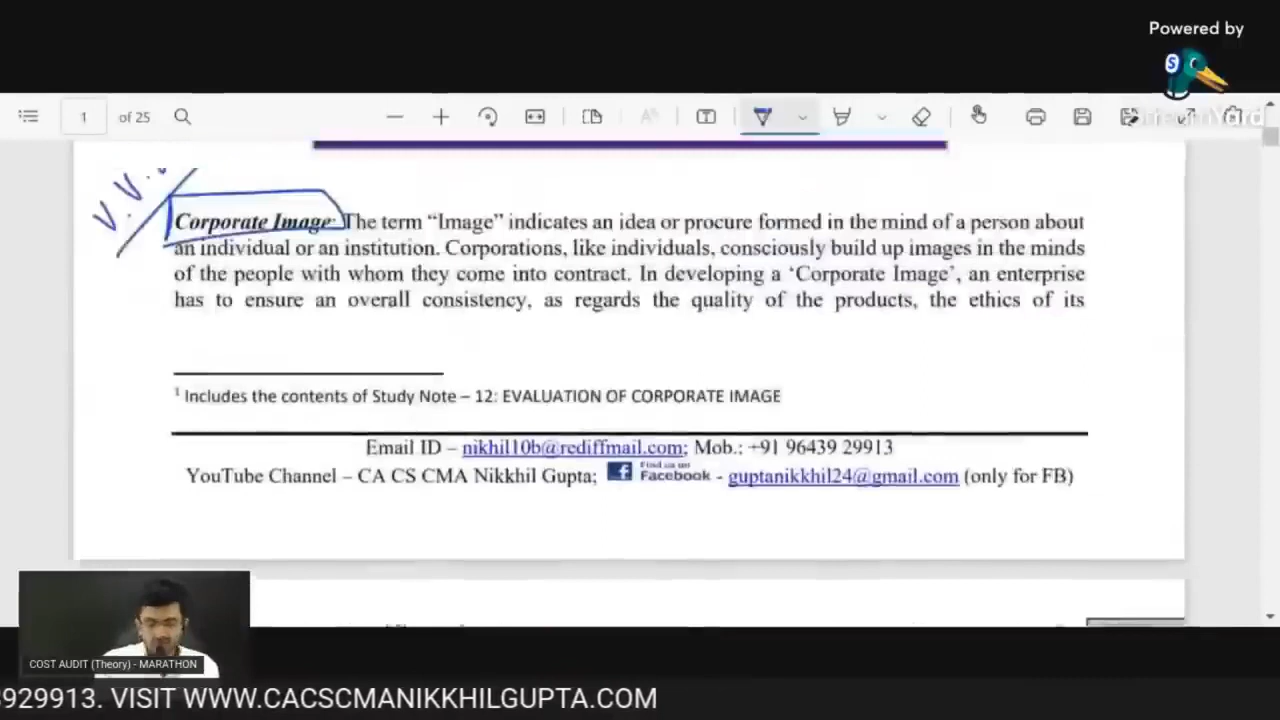 Powered by
S
1 of 25
V.V.
Corporate Image: The term “Image” indicates an idea or procure formed in the mind of a person about
an individual or an institution. Corporations, like individuals, consciously build up images in the minds
of the people with whom they come into contract. In developing a ‘Corporate Image’, an enterprise
has to ensure an overall consistency, as regards the quality of the products, the ethics of its
1 Includes the contents of Study Note – 12: EVALUATION OF CORPORATE IMAGE
Email ID – nikhil10b@rediffmail.com; Mob.: +91 96439 29913
YouTube Channel – CA CS CMA Nikkhil Gupta; f Find us on Facebook - guptanikkhil24@gmail.com (only for FB)
COST AUDIT (Theory) - MARATHON
929913. VISIT WWW.CACSCMANIKKHILGUPTA.COM